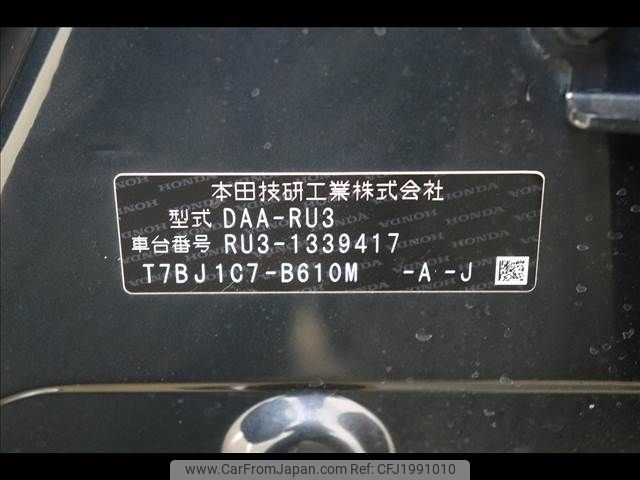 本田技研工業株式会社
型式 DAA-RU3
車台番号 RU3-1339417
T7BJ1C7-B610M -A -J
www.CarFromJapan.com CFJ1991010